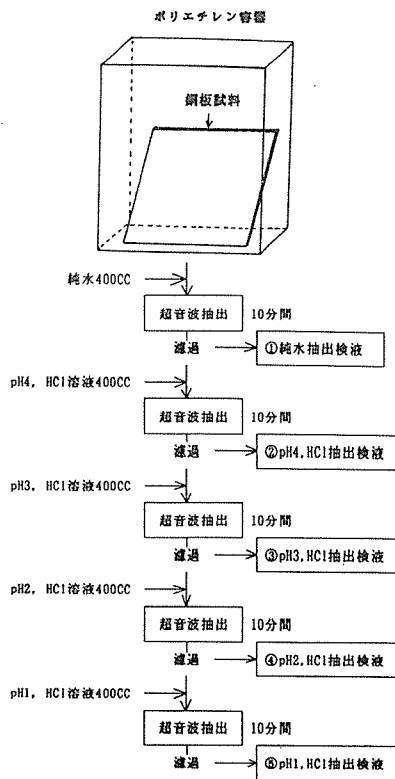 ポリエチレン容器
銅板試料
純水400CC
超音波抽出 10分間
濾過 ①純水抽出検液
pH4, HCl溶液400CC
超音波抽出 10分間
濾過 ②pH4,HCl抽出検液
pH3, HCl溶液400CC
超音波抽出 10分間
濾過 ③pH3,HCl抽出検液
pH2, HCl溶液400CC
超音波抽出 10分間
濾過 ④pH2,HCl抽出検液
pH1, HCl溶液400CC
超音波抽出 10分間
濾過 ⑤pH1,HCl抽出検液